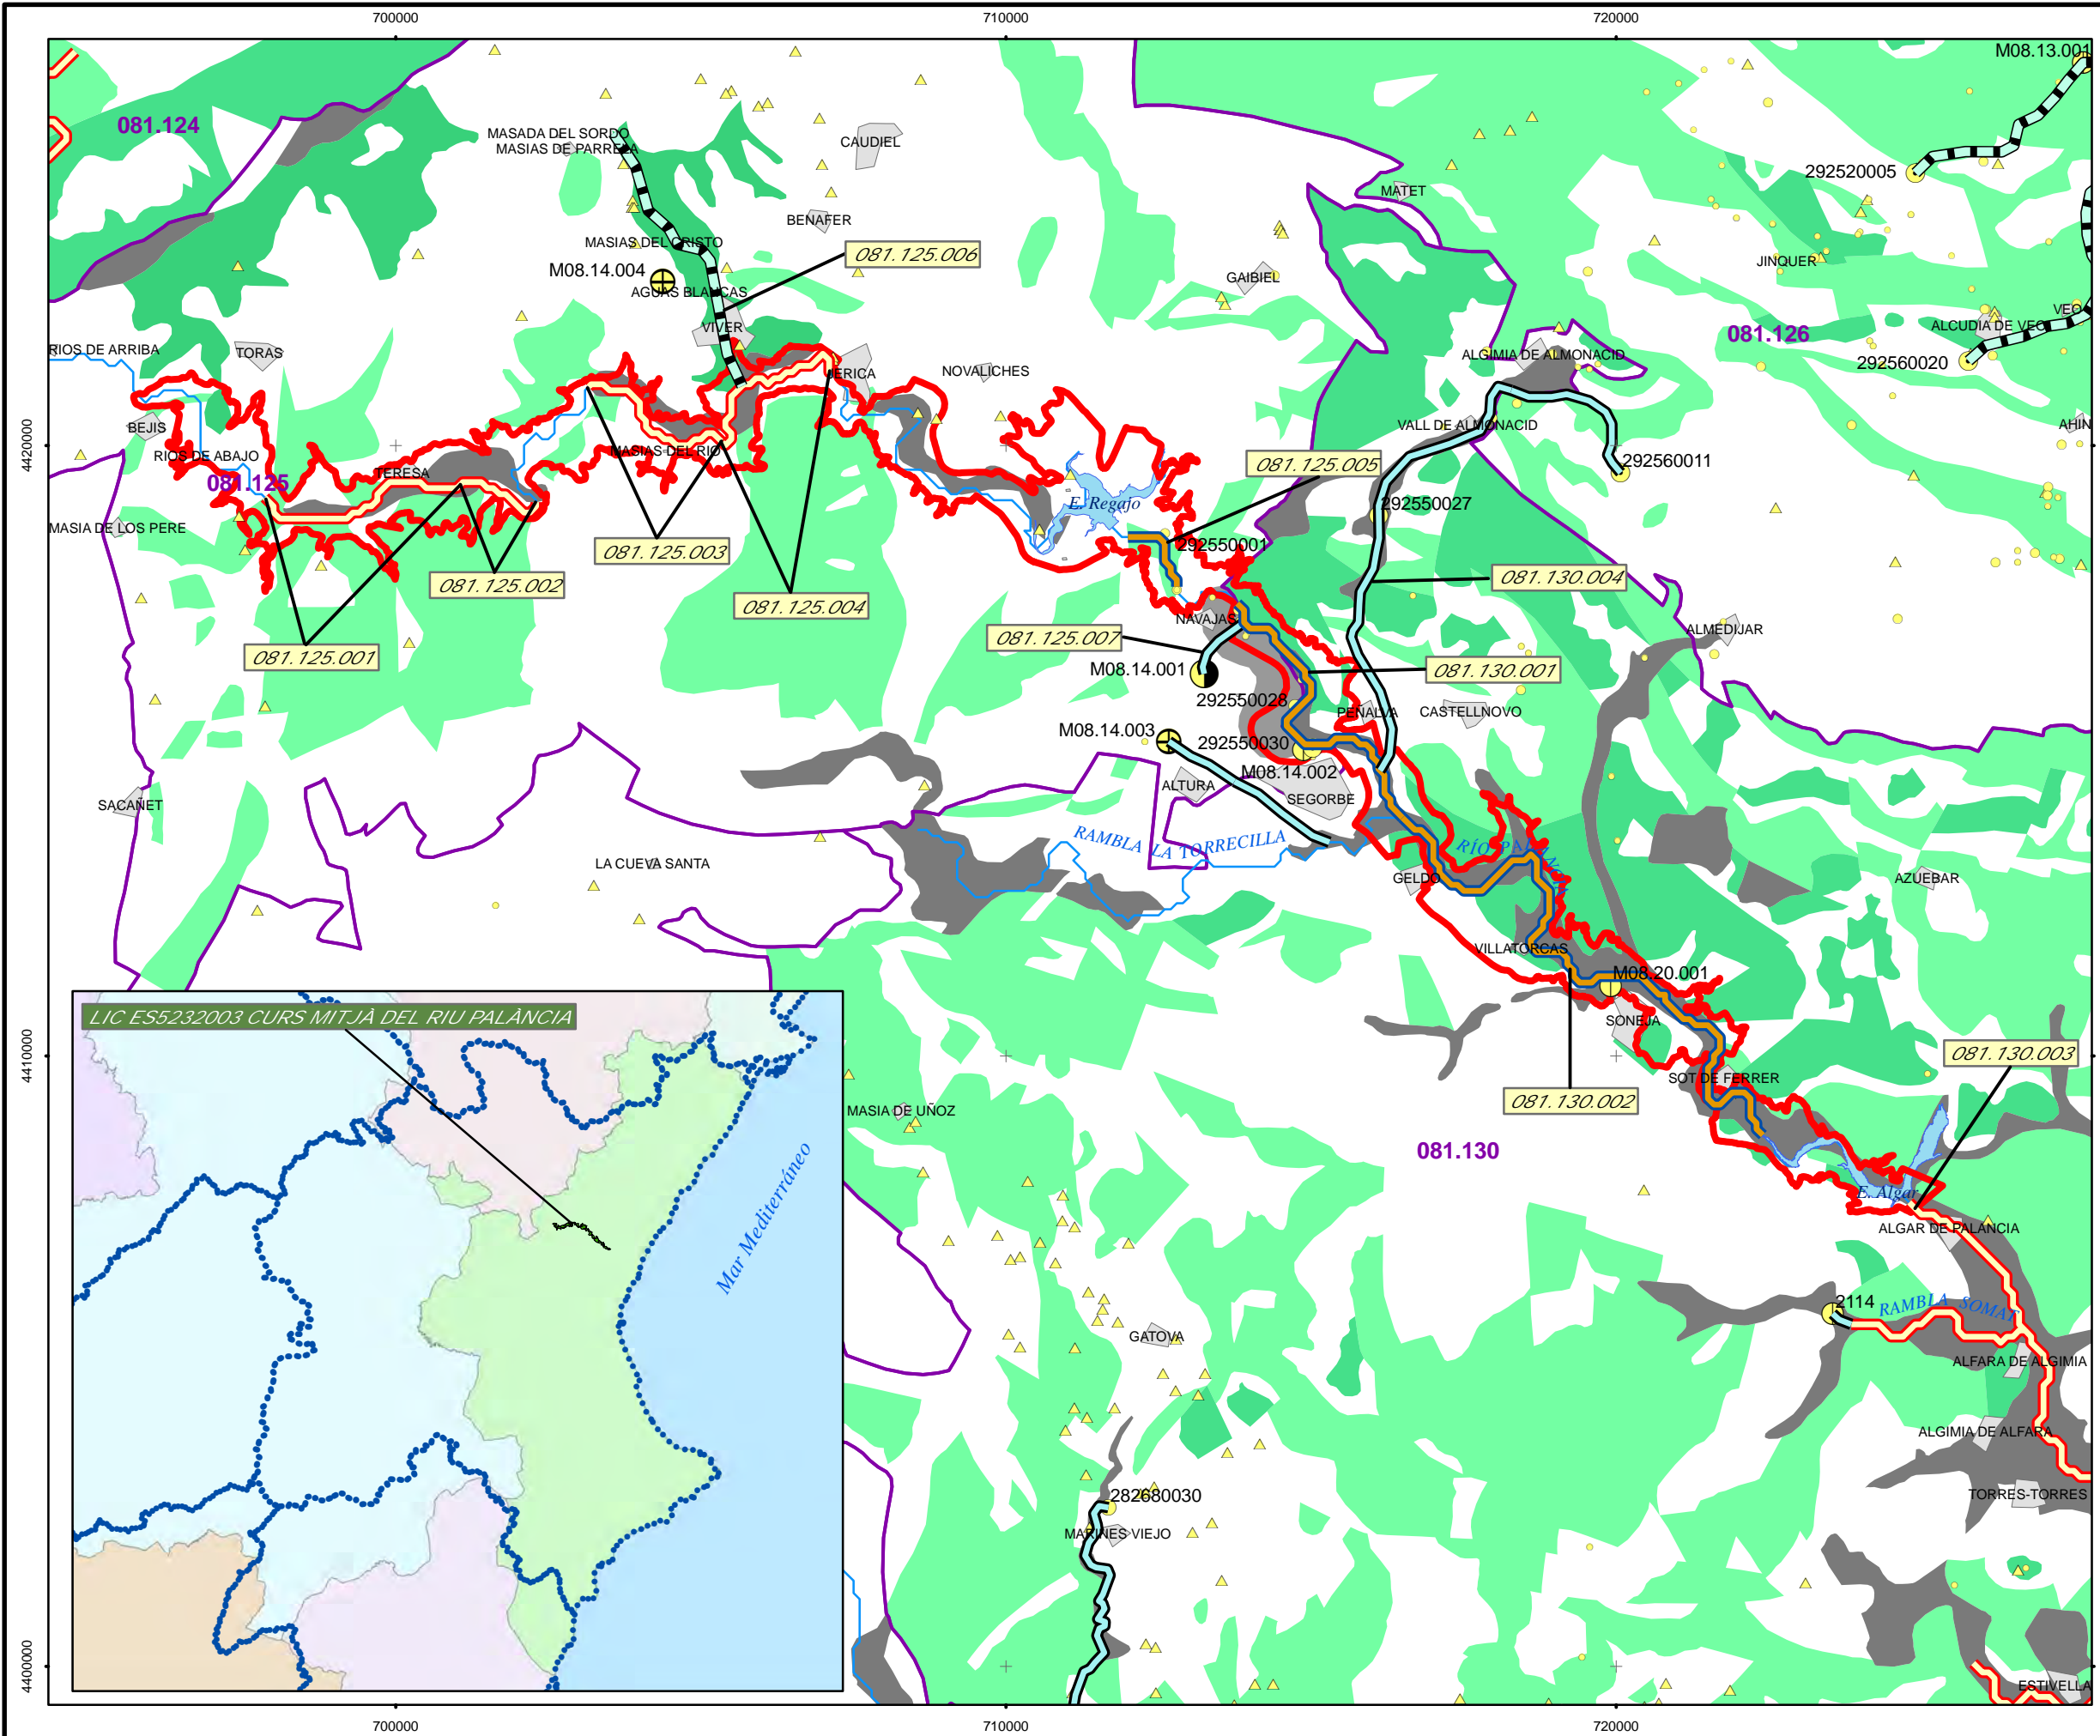 700000
710000
720000
M08.13.001
081.124
MASADA DEL SORDO
MASIAS DE PARRELA
CAUDIEL
292520005
MATET
BENAFER
MASIAS DEL CRISTO
081.125.006
M08.14.004
AGUAS BLANCAS
GAIBIEL
JINQUER
VEO
VIVER
081.126
ALCUDIA DE VEO
RIOS DE ARRIBA
TORAS
ALGIMIA DE ALMONACID
292560020
JERICA
NOVALICHES
4420000
BEJIS
VALL DE ALMONACID
AHIN
RIOS DE ABAJO
MASIAS DEL RIO
292560011
081.125.005
TERESA
081.125
E. Regajo
292550027
MASIA DE LOS PERE
081.125.003
292550001
081.125.002
081.130.004
081.125.004
NAVAJAS
ALMEDIJAR
081.125.007
081.125.001
M08.14.001
081.130.001
292550028
PEÑALVA
CASTELLNOVO
M08.14.003
292550030
M08.14.002
ALTURA
SEGORBE
SACAÑET
RAMBLA LA TORRECILLA
RÍO PALANCIA
LA CUEVA SANTA
GELDO
AZUEBAR
VILLATORCAS
M08.20.001
LIC ES5232003 CURS MITJÀ DEL RIU PALÀNCIA
SONEJA
4410000
081.130.003
SOT DE FERRER
081.130.002
MASIA DE UÑOZ
081.130
Mar Mediterráneo
E. Algar
ALGAR DE PALANCIA
2114
RAMBLA SOMAT
GATOVA
ALFARA DE ALGIMIA
ALGIMIA DE ALFARA
282680030
TORRES-TORRES
MARINES VIEJO
4400000
ESTIVELLA
700000
710000
720000